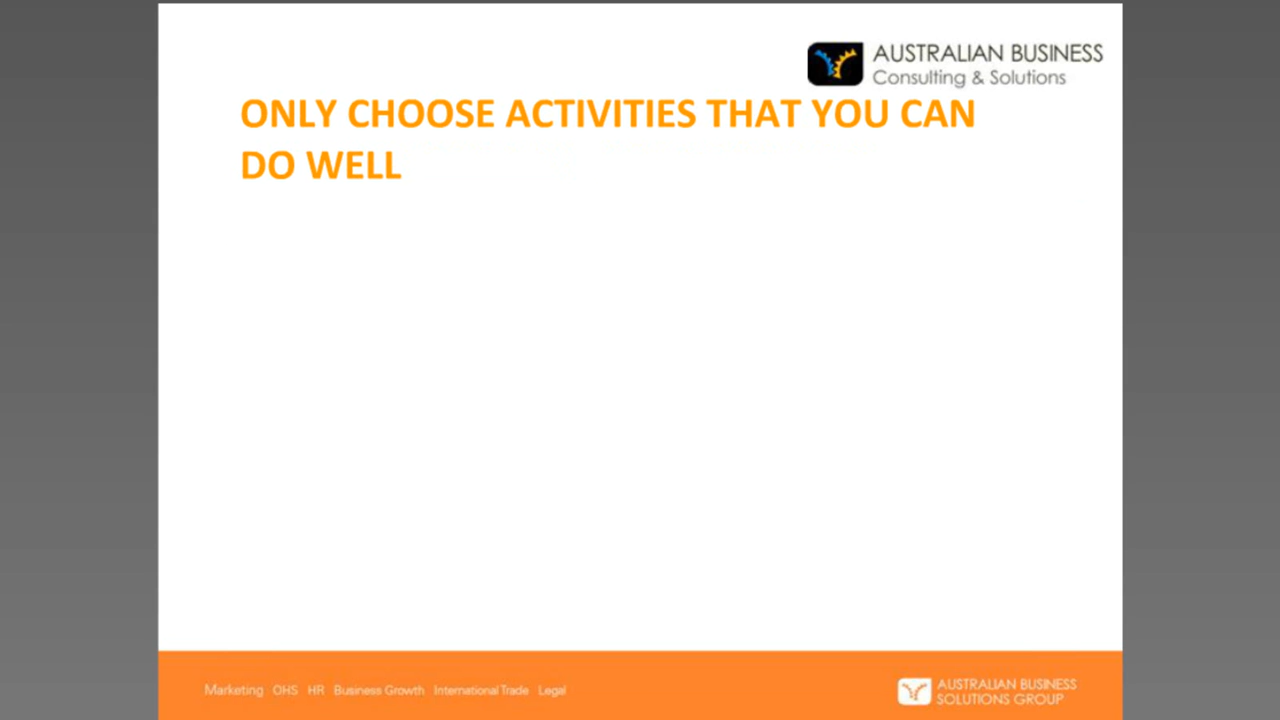 AUSTRALIAN BUSINESS
Consulting & Solutions
ONLY CHOOSE ACTIVITIES THAT YOU CAN
DO WELL
Marketing OHS HR Business Growth International Trade Legal
AUSTRALIAN BUSINESS
SOLUTIONS GROUP